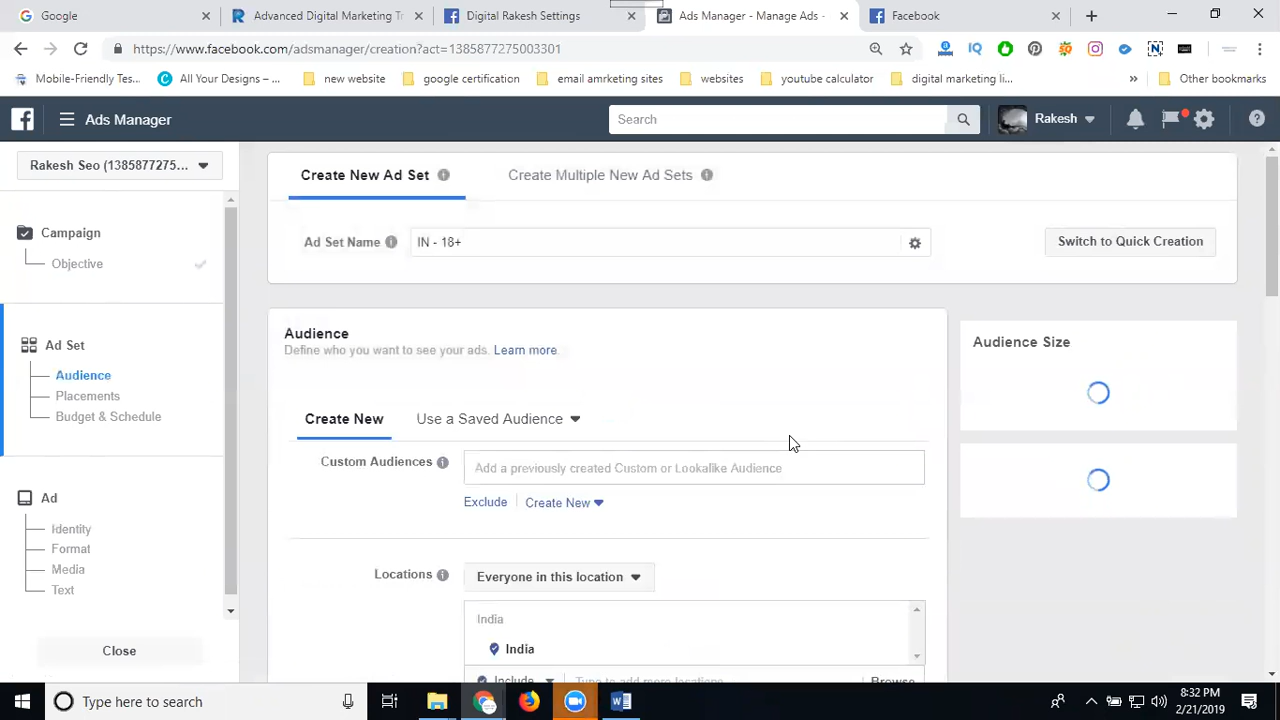 Google
Advanced Digital Marketing
Digital Rakesh Settings
Ads Manager - Manage Ads -
Facebook
https://www.facebook.com/adsmanager/creation?act=1385877275003301
Mobile-Friendly Tes...
All Your Designs – ...
new website
google certification
email amrketing sites
websites
youtube calculator
digital marketing li...
Other bookmarks
Ads Manager
Search
Rakesh
Rakesh Seo (1385877275...
Create New Ad Set
Create Multiple New Ad Sets
Campaign
Objective
Ad Set Name
IN - 18+
Switch to Quick Creation
Audience
Define who you want to see your ads. Learn more.
Audience Size
Ad Set
Audience
Placements
Budget & Schedule
Create New
Use a Saved Audience
Custom Audiences
Add a previously created Custom or Lookalike Audience
Exclude
Create New
Ad
Identity
Format
Media
Text
Locations
Everyone in this location
India
India
Include
Type to add more locations
Browse
Close
Type here to search
8:32 PM
2/21/2019